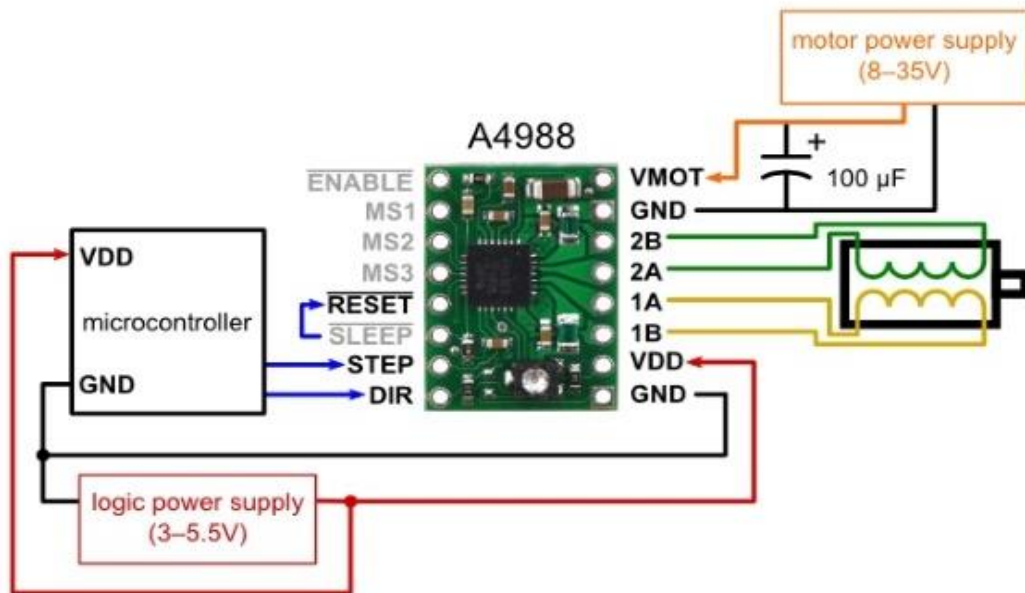 motor power supply
(8–35V)
A4988
ENABLE
MS1
MS2
MS3
RESET
SLEEP
STEP
DIR
VMOT
GND
2B
2A
1A
1B
VDD
GND
+
100 µF
VDD
microcontroller
GND
logic power supply
(3–5.5V)